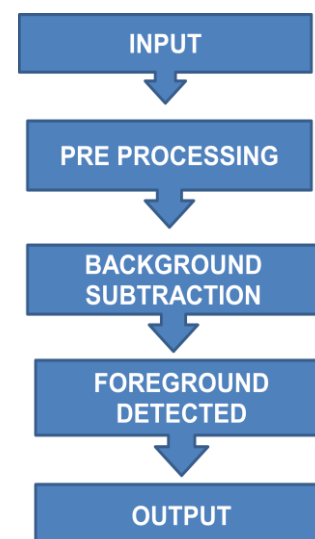 INPUT
PRE PROCESSING
BACKGROUND
SUBTRACTION
FOREGROUND
DETECTED
OUTPUT